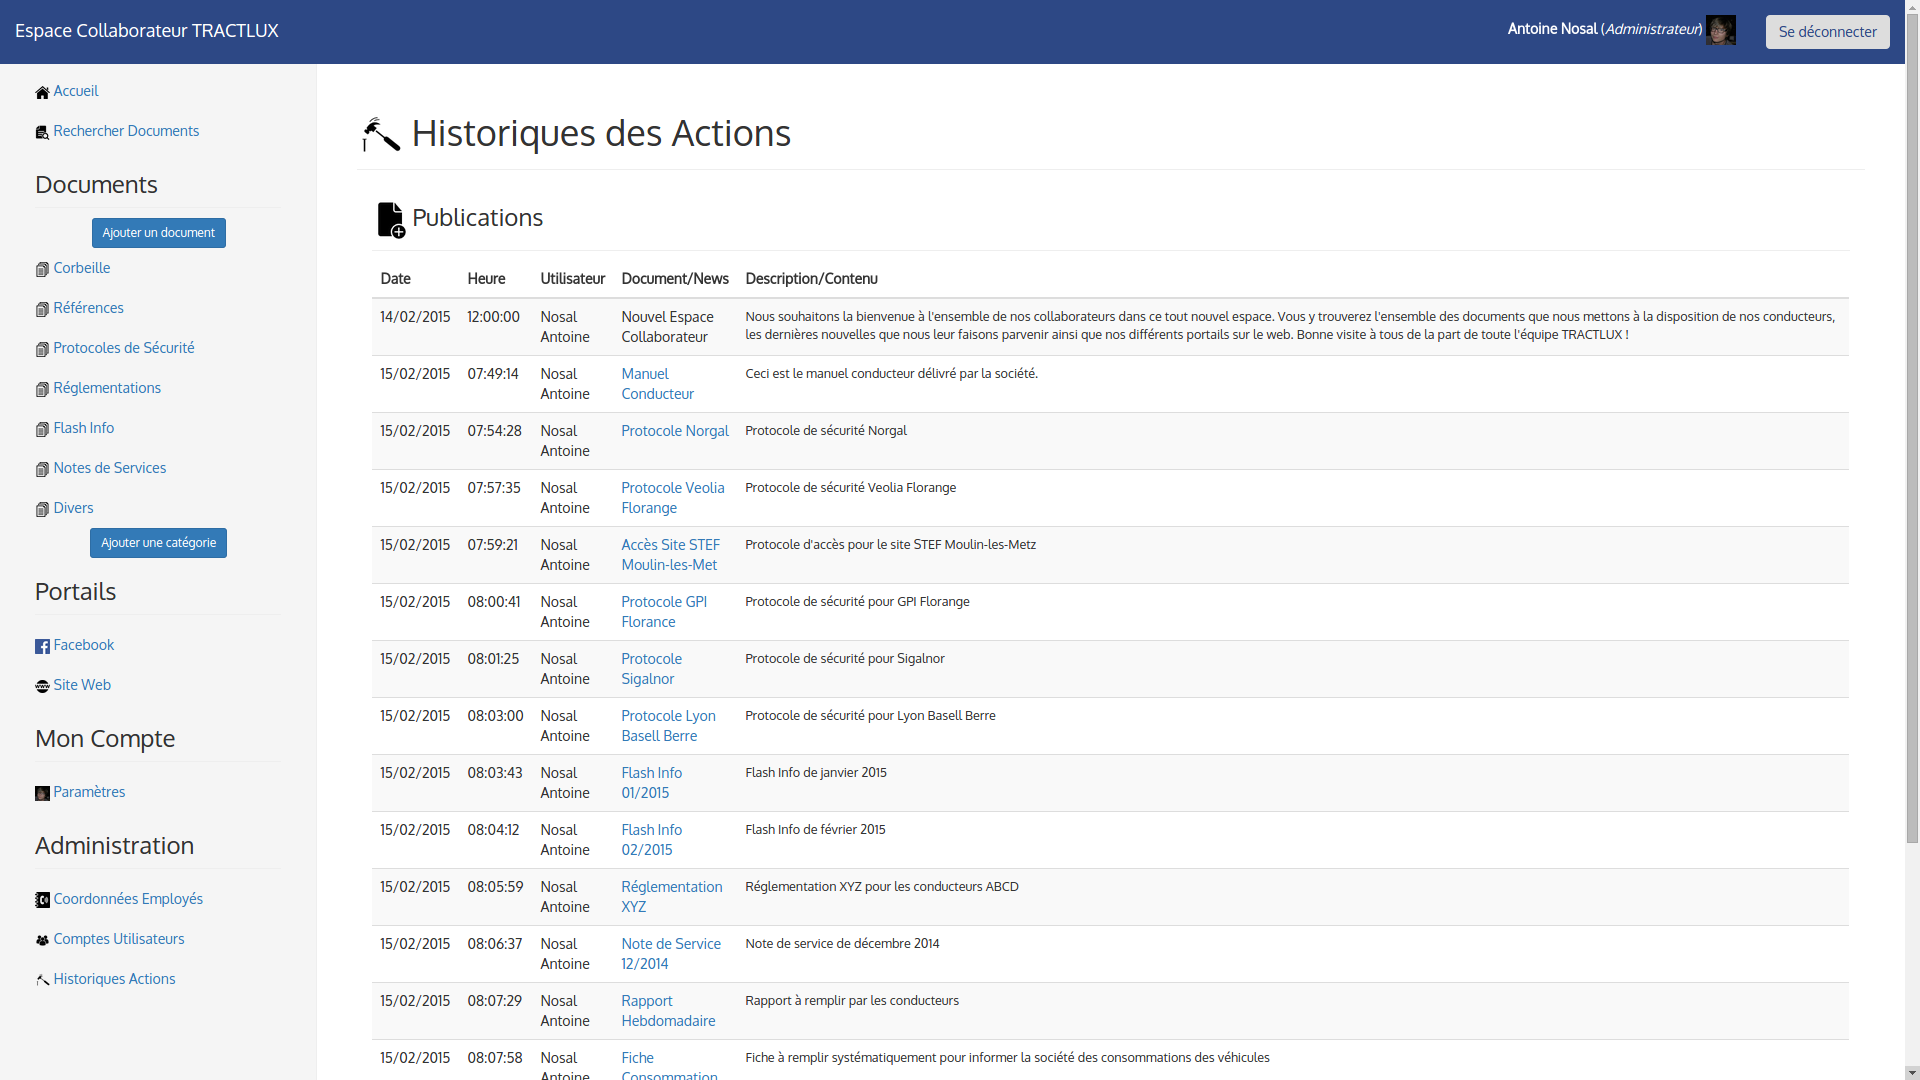 Espace Collaborateur TRACTLUX
Antoine Nosal (Administrateur)
Se déconnecter
Accueil
Rechercher Documents
Documents
Ajouter un document
Corbeille
Références
Protocoles de Sécurité
Réglementations
Flash Info
Notes de Services
Divers
Ajouter une catégorie
Portails
Facebook
Site Web
Mon Compte
Paramètres
Administration
Coordonnées Employés
Comptes Utilisateurs
Historiques Actions
Historiques des Actions
Publications
Date Heure Utilisateur Document/News Description/Contenu
14/02/2015 12:00:00 Nosal Nouvel Espace Nous souhaitons la bienvenue à l'ensemble de nos collaborateurs dans ce tout nouvel espace. Vous y trouverez l'ensemble des documents que nous mettons à la disposition de nos conducteurs,
Antoine Collaborateur les dernières nouvelles que nous leur faisons parvenir ainsi que nos différents portails sur le web. Bonne visite à tous de la part de toute l'équipe TRACTLUX !
15/02/2015 07:49:14 Nosal Manuel Ceci est le manuel conducteur délivré par la société.
Antoine Conducteur
15/02/2015 07:54:28 Nosal Protocole Norgal Protocole de sécurité Norgal
Antoine
15/02/2015 07:57:35 Nosal Protocole Veolia Protocole de sécurité Veolia Florange
Antoine Florange
15/02/2015 07:59:21 Nosal Accès Site STEF Protocole d'accès pour le site STEF Moulin-les-Metz
Antoine Moulin-les-Met
15/02/2015 08:00:41 Nosal Protocole GPI Protocole de sécurité pour GPI Florange
Antoine Florance
15/02/2015 08:01:25 Nosal Protocole Protocole de sécurité pour Sigalnor
Antoine Sigalnor
15/02/2015 08:03:00 Nosal Protocole Lyon Protocole de sécurité pour Lyon Basell Berre
Antoine Basell Berre
15/02/2015 08:03:43 Nosal Flash Info Flash Info de janvier 2015
Antoine 01/2015
15/02/2015 08:04:12 Nosal Flash Info Flash Info de février 2015
Antoine 02/2015
15/02/2015 08:05:59 Nosal Réglementation Réglementation XYZ pour les conducteurs ABCD
Antoine XYZ
15/02/2015 08:06:37 Nosal Note de Service Note de service de décembre 2014
Antoine 12/2014
15/02/2015 08:07:29 Nosal Rapport Rapport à remplir par les conducteurs
Antoine Hebdomadaire
15/02/2015 08:07:58 Nosal Fiche Fiche à remplir systématiquement pour informer la société des consommations des véhicules
Antoine Consommation